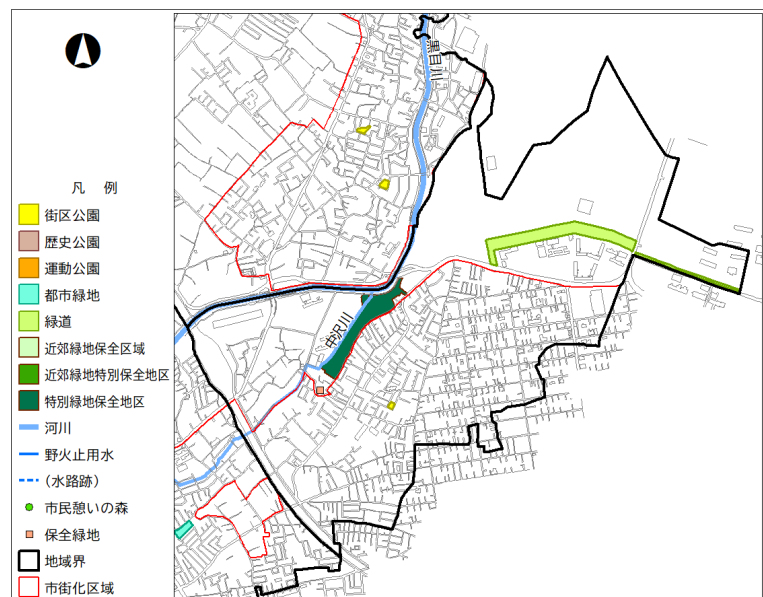 凡 例
街区公園
歴史公園
運動公園
都市緑地
緑道
近郊緑地保全区域
近郊緑地特別保全地区
特別緑地保全地区
河川
野火止用水
(水路跡)
市民憩いの森
保全緑地
地域界
市街化区域
黒目川
中沢川